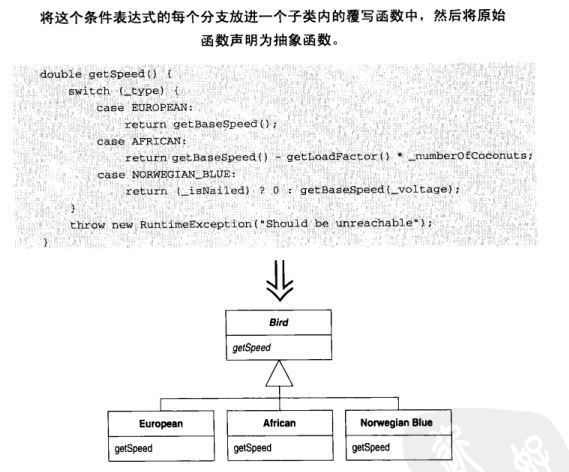 将这个条件表达式的每个分支放进一个子类内的覆写函数中，然后将原始
函数声明为抽象函数。
double getSpeed() {
switch (_type) {
case EUROPEAN:
return getBaseSpeed();
case AFRICAN:
return getBaseSpeed() - getLoadFactor() * _numberOfCoconuts;
case NORWEGIAN_BLUE:
return (_isNailed) ? 0 : getBaseSpeed(_voltage);
}
throw new RuntimeException("Should be unreachable");
}
Bird
getSpeed
European
African
Norwegian Blue
getSpeed
getSpeed
getSpeed